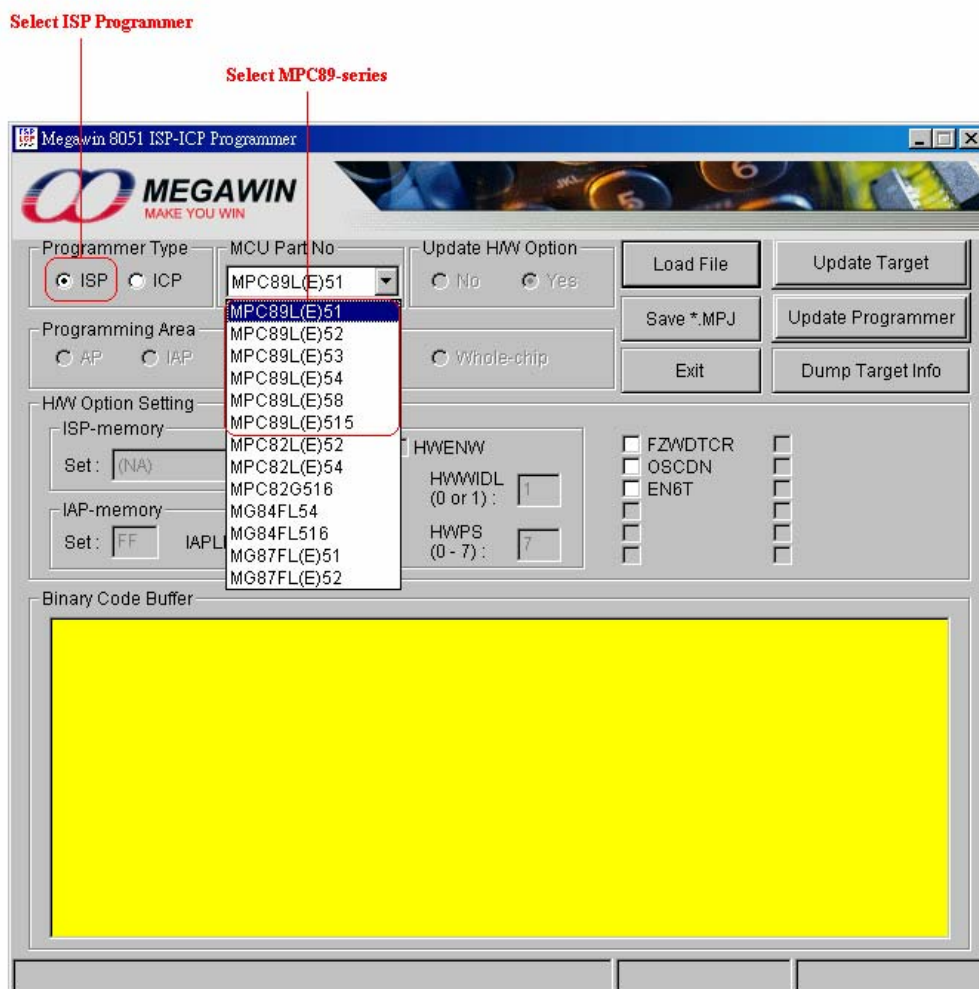 Select ISP Programmer
Select MPC89-series
Megawin 8051 ISP-ICP Programmer
MEGAWIN
MAKE YOU WIN
JKL
5
6
Programmer Type
ISP
ICP
MCU Part No
MPC89L(E)51
Update H/W Option
No
Yes
Load File
Update Target
MPC89L(E)51
MPC89L(E)52
MPC89L(E)53
MPC89L(E)54
MPC89L(E)58
MPC89L(E)515
MPC82L(E)52
MPC82L(E)54
MPC82G516
MG84FL54
MG84FL516
MG87FL(E)51
MG87FL(E)52
Programming Area
AP
IAP
Whole-chip
Save *.MPJ
Update Programmer
Exit
Dump Target Info
H/W Option Setting
ISP-memory
Set : (NA)
IAP-memory
Set : FF
HWENW
HWWIDL
(0 or 1) : 1
HWPS
(0 - 7) : 7
FZWDTCR
OSCDN
EN6T
Binary Code Buffer